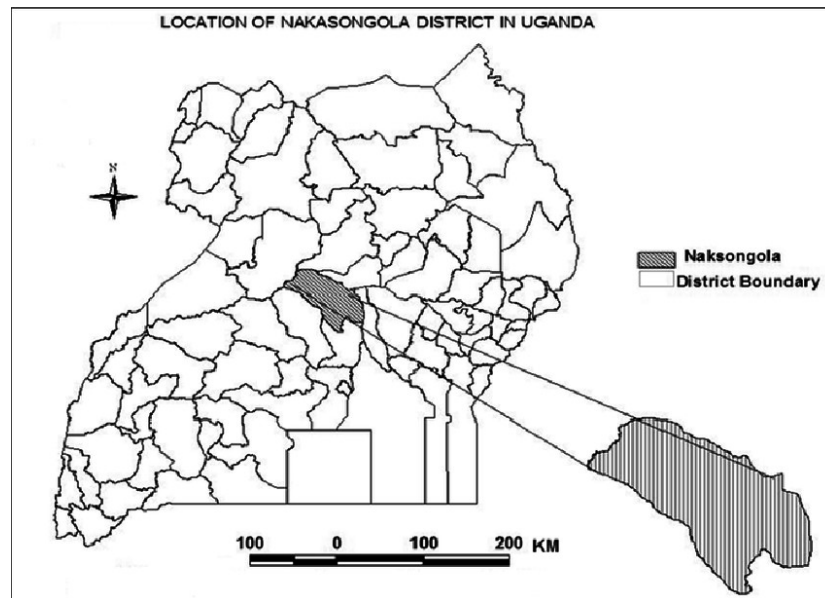 LOCATION OF NAKASONGOLA DISTRICT IN UGANDA
N
Naksongola
District Boundary
100 0 100 200 KM